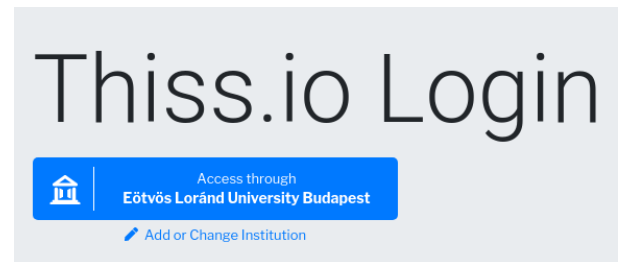 Thiss.io Login
Access through
Eötvös Loránd University Budapest
Add or Change Institution